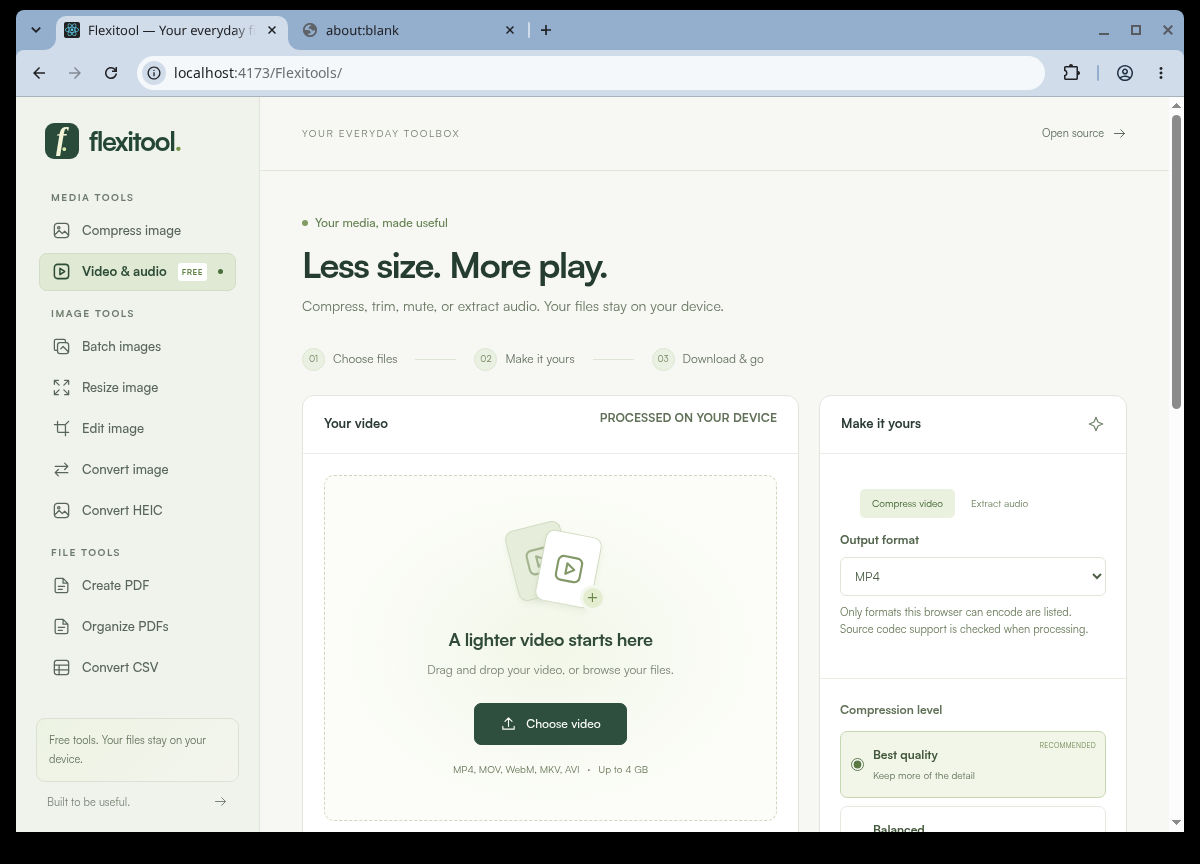 Flexitool — Your everyday f
about:blank
localhost:4173/Flexitools/
f.
flexitool.
YOUR EVERYDAY TOOLBOX
Open source
MEDIA TOOLS
Compress image
Video & audio FREE
IMAGE TOOLS
Batch images
Resize image
Edit image
Convert image
Convert HEIC
FILE TOOLS
Create PDF
Organize PDFs
Convert CSV
Free tools. Your files stay on your
device.
Built to be useful.
Your media, made useful
Less size. More play.
Compress, trim, mute, or extract audio. Your files stay on your device.
01 Choose files
02 Make it yours
03 Download & go
Your video
PROCESSED ON YOUR DEVICE
A lighter video starts here
Drag and drop your video, or browse your files.
Choose video
MP4, MOV, WebM, MKV, AVI · Up to 4 GB
Make it yours
Compress video
Extract audio
Output format
MP4
Only formats this browser can encode are listed.
Source codec support is checked when processing.
Compression level
RECOMMENDED
Best quality
Keep more of the detail
Balanced